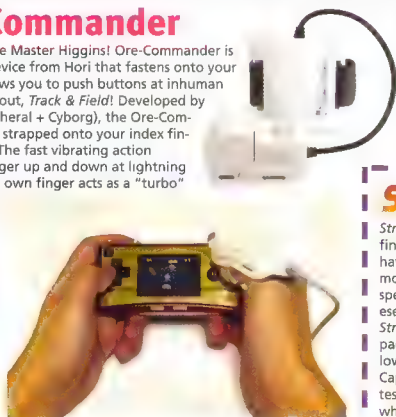 Commander
e Master Higgins! Ore-Commander is
evice from Hori that fastens onto your
ws you to push buttons at inhuman
out, Track & Field! Developed by
heral + Cyborg), the Ore-Com-
strapped onto your index fin-
The fast vibrating action
ger up and down at lightning
own finger acts as a "turbo"
S
Str
fin
hav
mo
spe
ese
Str
pa
lov
Ca
tes
wh